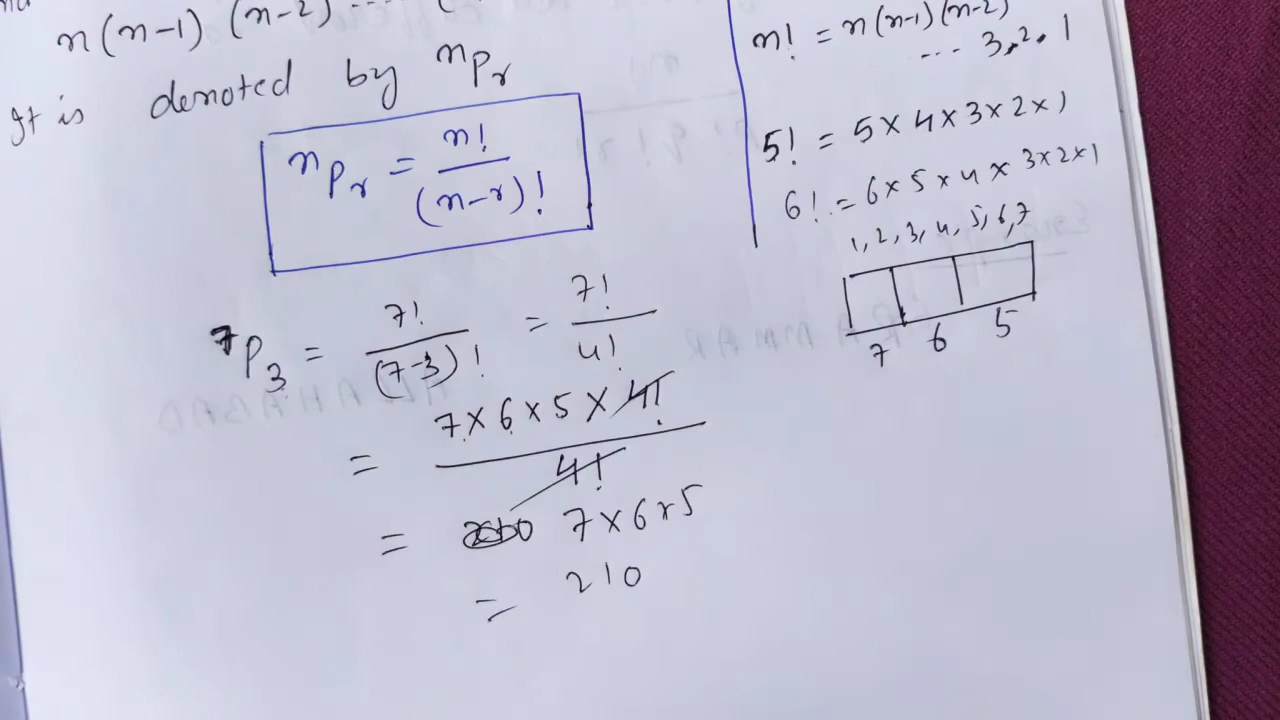 n(n-1) (n-2) ....
It is denoted by nPr
nPr = n! / (n-r)!
7P3 = 7! / (7-3)! = 7! / 4!
= 7×6×5×4! / 4!
= 7×6×5
= 210
n! = n(n-1)(n-2)
... 3.2.1
5! = 5×4×3×2×1
6! = 6×5×4×3×2×1
1, 2, 3, 4, 5, 6, 7
7 6 5